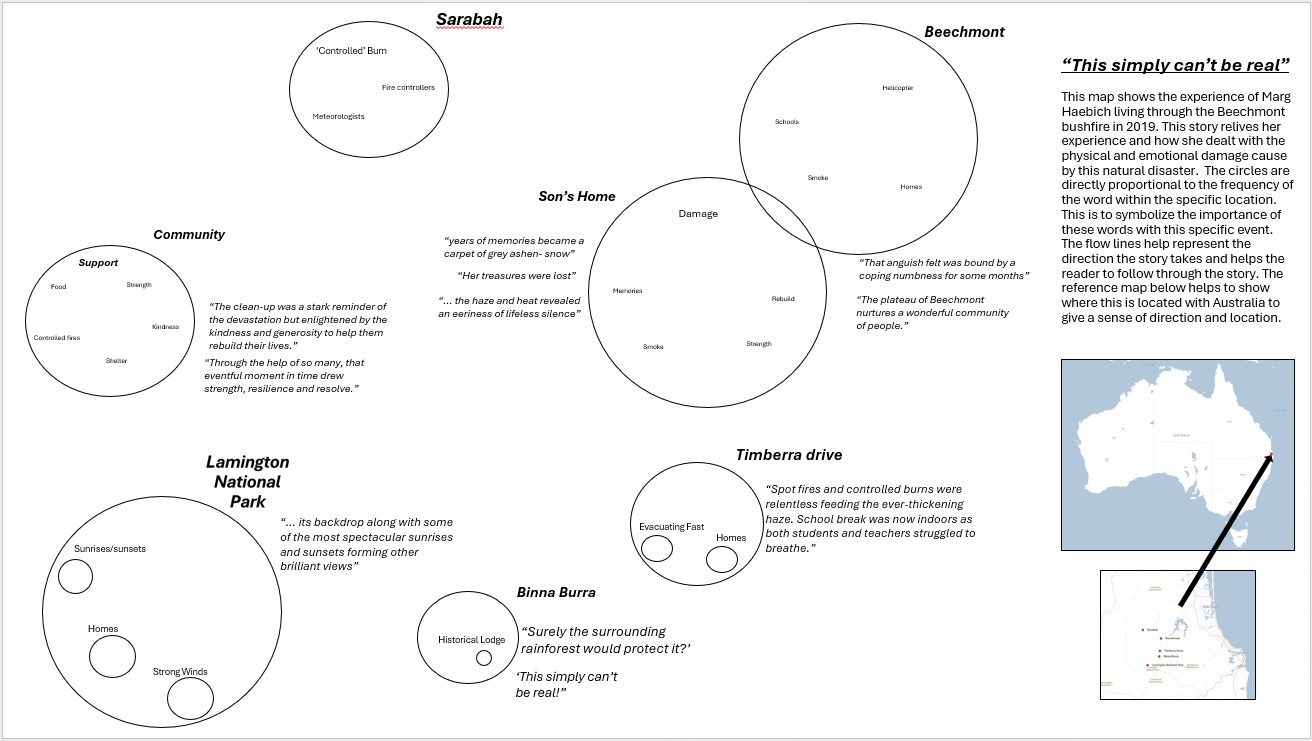 Sarabah
'Controlled' Burn
Fire controllers
Meteorologists
Beechmont
Helicopter
Schools
Smoke
Homes
Son's Home
Damage
Memories
Rebuild
Smoke
Strength
"years of memories became a
carpet of grey ashen- snow"
"Her treasures were lost"
"... the haze and heat revealed
an eeriness of lifeless silence"
"That anguish felt was bound by a
coping numbness for some months"
"The plateau of Beechmont
nurtures a wonderful community
of people."
Community
Support
Food
Strength
Kindness
Controlled fires
Shelter
"The clean-up was a stark reminder of
the devastation but enlightened by the
kindness and generosity to help them
rebuild their lives."
"Through the help of so many, that
eventful moment in time drew
strength, resilience and resolve."
Lamington
National
Park
Sunrises/sunsets
Homes
Strong Winds
"... its backdrop along with some
of the most spectacular sunrises
and sunsets forming other
brilliant views"
Timberra drive
Evacuating Fast
Homes
"Spot fires and controlled burns were
relentless feeding the ever-thickening
haze. School break was now indoors as
both students and teachers struggled to
breathe."
Binna Burra
Historical Lodge
"Surely the surrounding
rainforest would protect it?'
'This simply can't
be real!"
"This simply can't be real"
This map shows the experience of Marg
Haebich living through the Beechmont
bushfire in 2019. This story relives her
experience and how she dealt with the
physical and emotional damage cause
by this natural disaster. The circles are
directly proportional to the frequency of
the word within the specific location.
This is to symbolize the importance of
these words with this specific event.
The flow lines help represent the
direction the story takes and helps the
reader to follow through the story. The
reference map below helps to show
where this is located with Australia to
give a sense of direction and location.
AUSTRALIA
Sarabah
Beechmont
Timberra Drive
Binna Burra
Lamington National Park